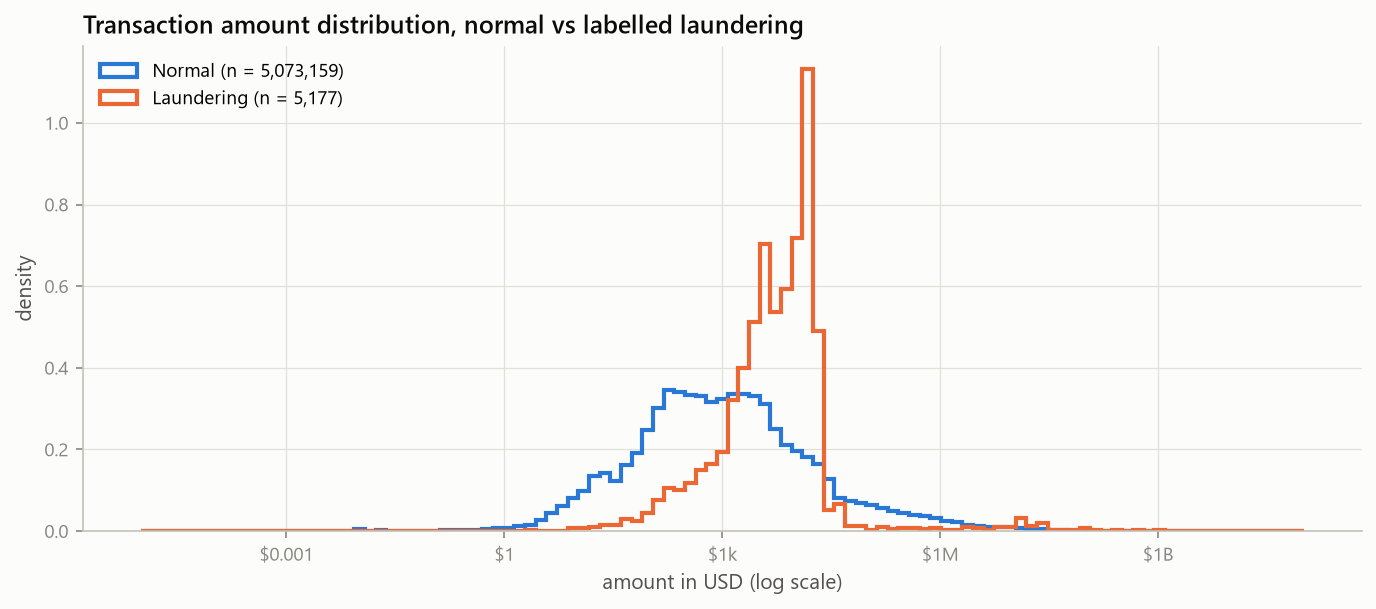 Transaction amount distribution, normal vs labelled laundering
Normal (n = 5,073,159)
Laundering (n = 5,177)
1.0
0.8
0.6
0.4
0.2
0.0
density
$0.001
$1
$1k
$1M
$1B
amount in USD (log scale)